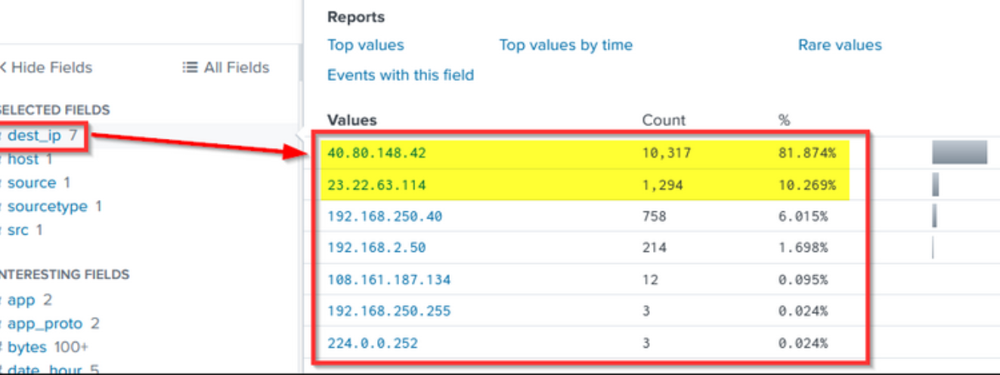 Reports
Top values Top values by time Rare values
Events with this field
Hide Fields All Fields
SELECTED FIELDS
dest_ip 7
host 1
source 1
sourcetype 1
src 1
INTERESTING FIELDS
app 2
app_proto 2
# bytes 100+
# date_hour 5
Values Count %
40.80.148.42 10,317 81.874%
23.22.63.114 1,294 10.269%
192.168.250.40 758 6.015%
192.168.2.50 214 1.698%
108.161.187.134 12 0.095%
192.168.250.255 3 0.024%
224.0.0.252 3 0.024%